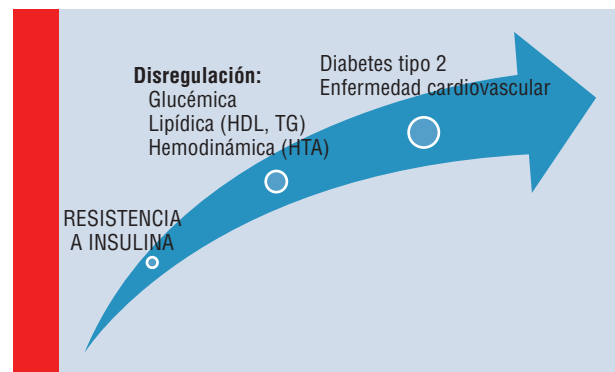 Disregulación:
Glucémica
Lipídica (HDL, TG)
Hemodinámica (HTA)
Diabetes tipo 2
Enfermedad cardiovascular
RESISTENCIA
A INSULINA